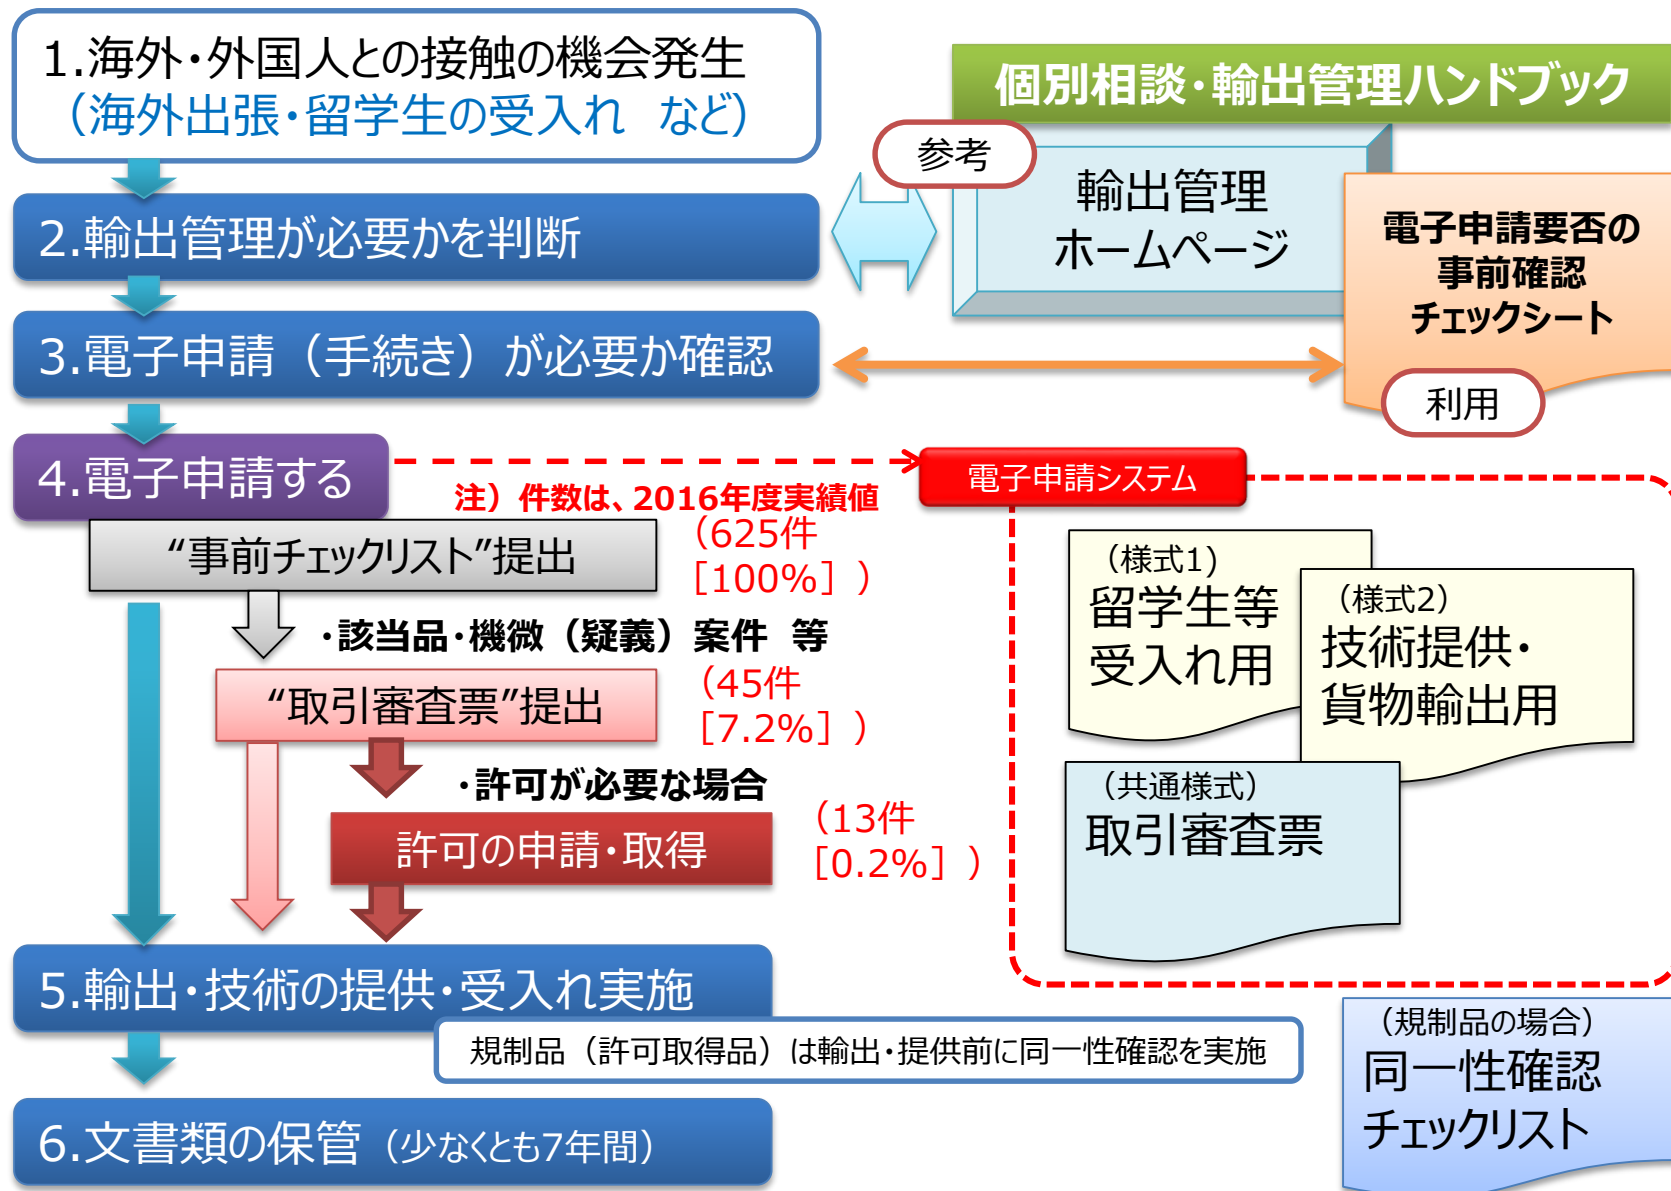 1.海外・外国人との接触の機会発生
（海外出張・留学生の受入れ　など）
2.輸出管理が必要かを判断
3.電子申請（手続き）が必要か確認
個別相談・輸出管理ハンドブック
参考
輸出管理
ホームページ
電子申請要否の
事前確認
チェックシート
利用
4.電子申請する
注）件数は、2016年度実績値
“事前チェックリスト”提出
（625件
［100%］）
・該当品・機微（疑義）案件 等
“取引審査票”提出
（45件
［7.2%］）
・許可が必要な場合
許可の申請・取得
（13件
［0.2%］）
電子申請システム
（様式1）
留学生等
受入れ用
（様式2）
技術提供・
貨物輸出用
（共通様式）
取引審査票
5.輸出・技術の提供・受入れ実施
規制品（許可取得品）は輸出・提供前に同一性確認を実施
6.文書類の保管（少なくとも7年間）
（規制品の場合）
同一性確認
チェックリスト